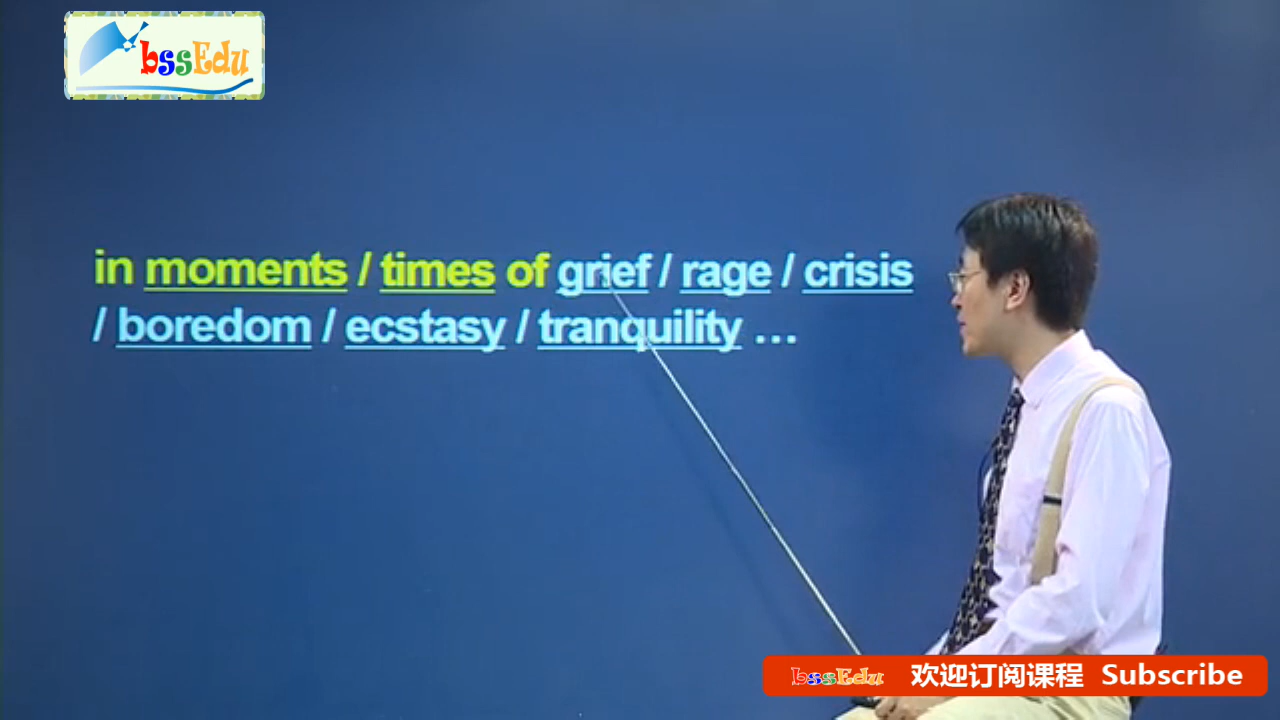 bssEdu
in moments / times of grief / rage / crisis
/ boredom / ecstasy / tranquility ...
bssEdu 欢迎订阅课程 Subscribe